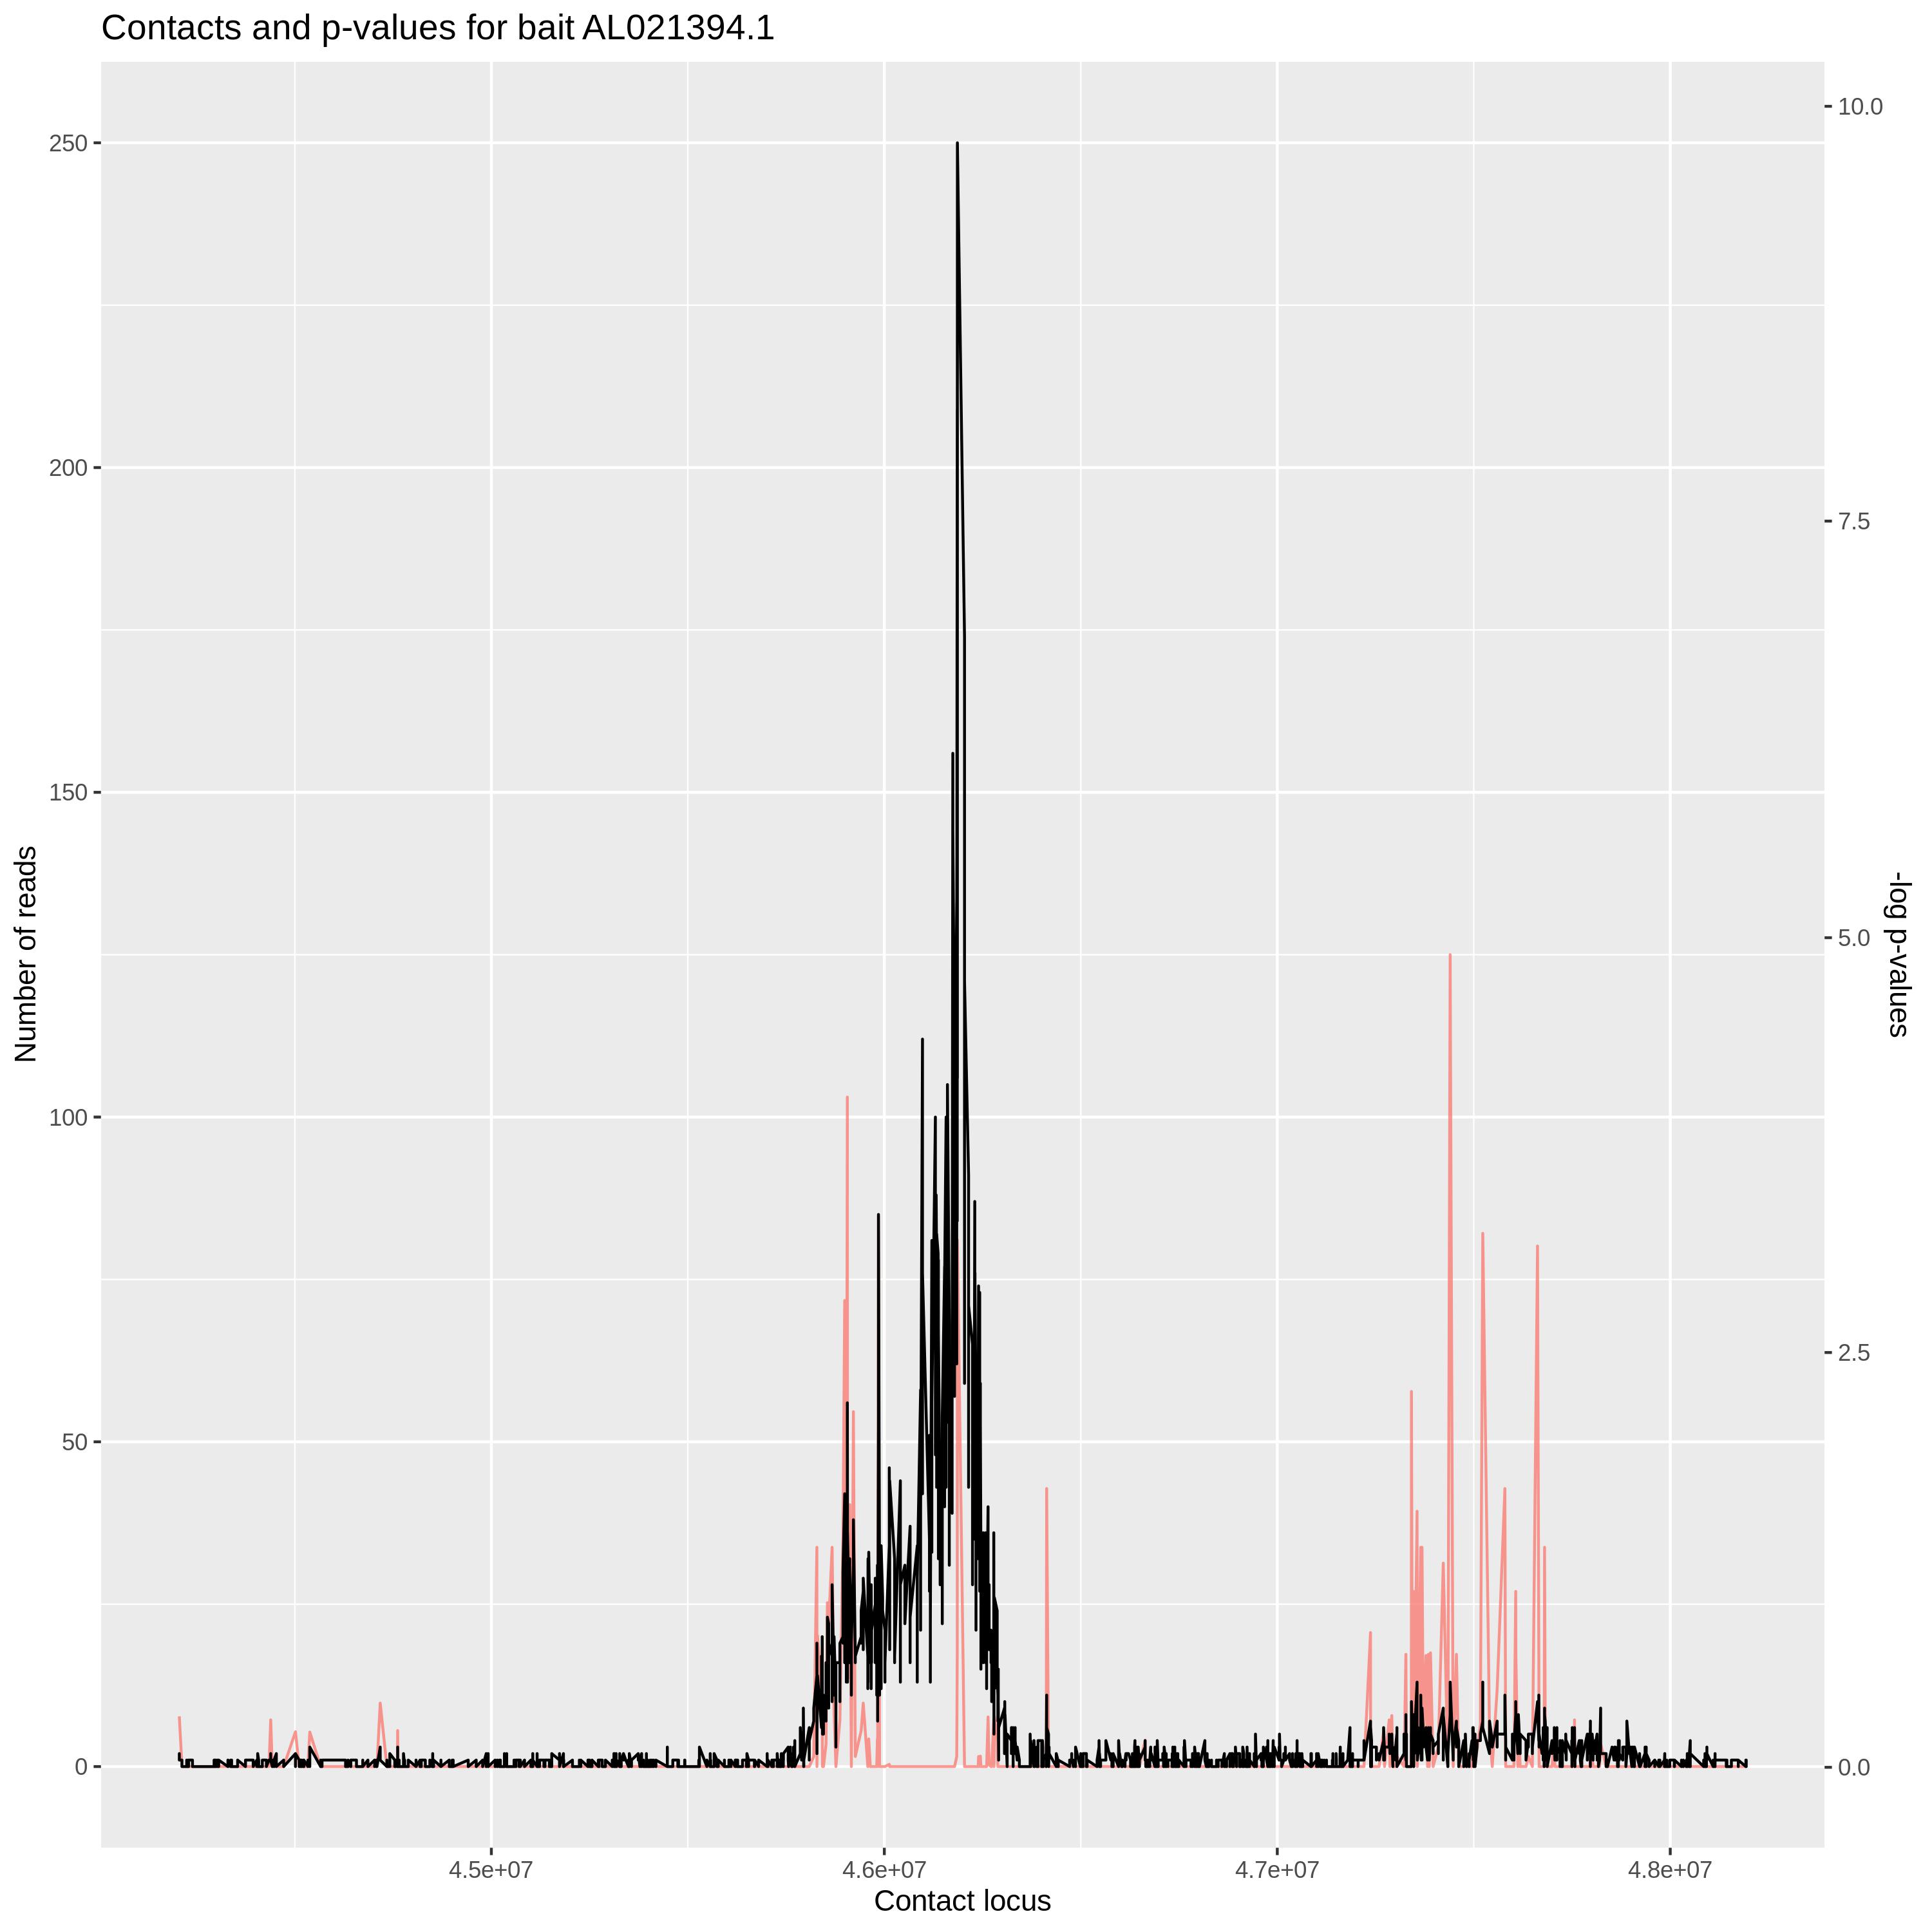 Contacts and p-values for bait AL021394.1
250
200
150
100
50
0
Number of reads
10.0
7.5
5.0
2.5
0.0
-log p-values
4.5e+07
4.6e+07
4.7e+07
4.8e+07
Contact locus